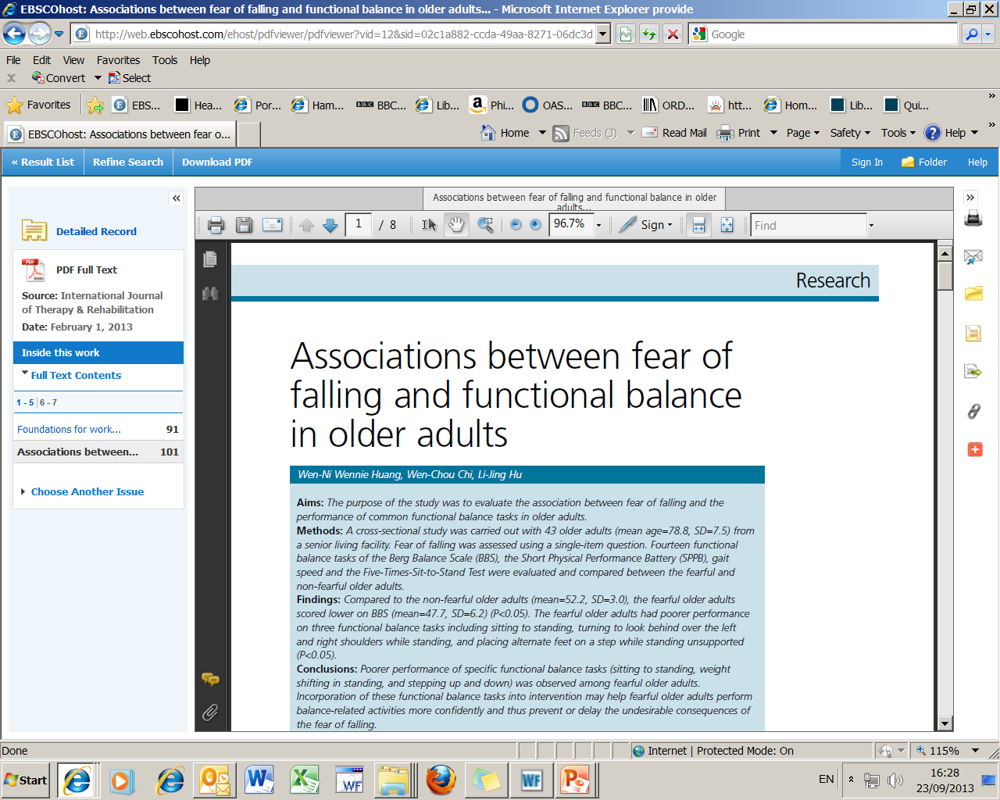 EBSCOhost: Associations between fear of falling and functional balance in older adults... - Microsoft Internet Explorer provide
http://web.ebscohost.com/ehost/pdfviewer/pdfviewer?vid=12&sid=02c1a882-ccda-49aa-8271-06dc3d
Google
File Edit View Favorites Tools Help
x Convert Select
Favorites EBS... Hea... Por... Ham... BBC BBC... Lib... Phi... OAS... BBC BBC... ORD... htt... Hom... Lib... Qui... »
EBSCOhost: Associations between fear o... Home Feeds (J) Read Mail Print Page Safety Tools Help »
« Result List Refine Search Download PDF Sign In Folder Help
Associations between fear of falling and functional balance in older
adults...
1 / 8 96.7% Sign Find
Detailed Record
PDF Full Text
Source: International Journal
of Therapy & Rehabilitation
Date: February 1, 2013
Inside this work
Full Text Contents
1 - 5 | 6 - 7
Foundations for work... 91
Associations between... 101
Choose Another Issue
Research
Associations between fear of
falling and functional balance
in older adults
Wen-Ni Wennie Huang, Wen-Chou Chi, Li-Jing Hu
Aims: The purpose of the study was to evaluate the association between fear of falling and the
performance of common functional balance tasks in older adults.
Methods: A cross-sectional study was carried out with 43 older adults (mean age=78.8, SD=7.5) from
a senior living facility. Fear of falling was assessed using a single-item question. Fourteen functional
balance tasks of the Berg Balance Scale (BBS), the Short Physical Performance Battery (SPPB), gait
speed and the Five-Times-Sit-to-Stand Test were evaluated and compared between the fearful and
non-fearful older adults.
Findings: Compared to the non-fearful older adults (mean=52.2, SD=3.0), the fearful older adults
scored lower on BBS (mean=47.7, SD=6.2) (P<0.05). The fearful older adults had poorer performance
on three functional balance tasks including sitting to standing, turning to look behind over the left
and right shoulders while standing, and placing alternate feet on a step while standing unsupported
(P<0.05).
Conclusions: Poorer performance of specific functional balance tasks (sitting to standing, weight
shifting in standing, and stepping up and down) was observed among fearful older adults.
Incorporation of these functional balance tasks into intervention may help fearful older adults perform
balance-related activities more confidently and thus prevent or delay the undesirable consequences of
the fear of falling.
Done Internet | Protected Mode: On 115%
Start EN 16:28
23/09/2013